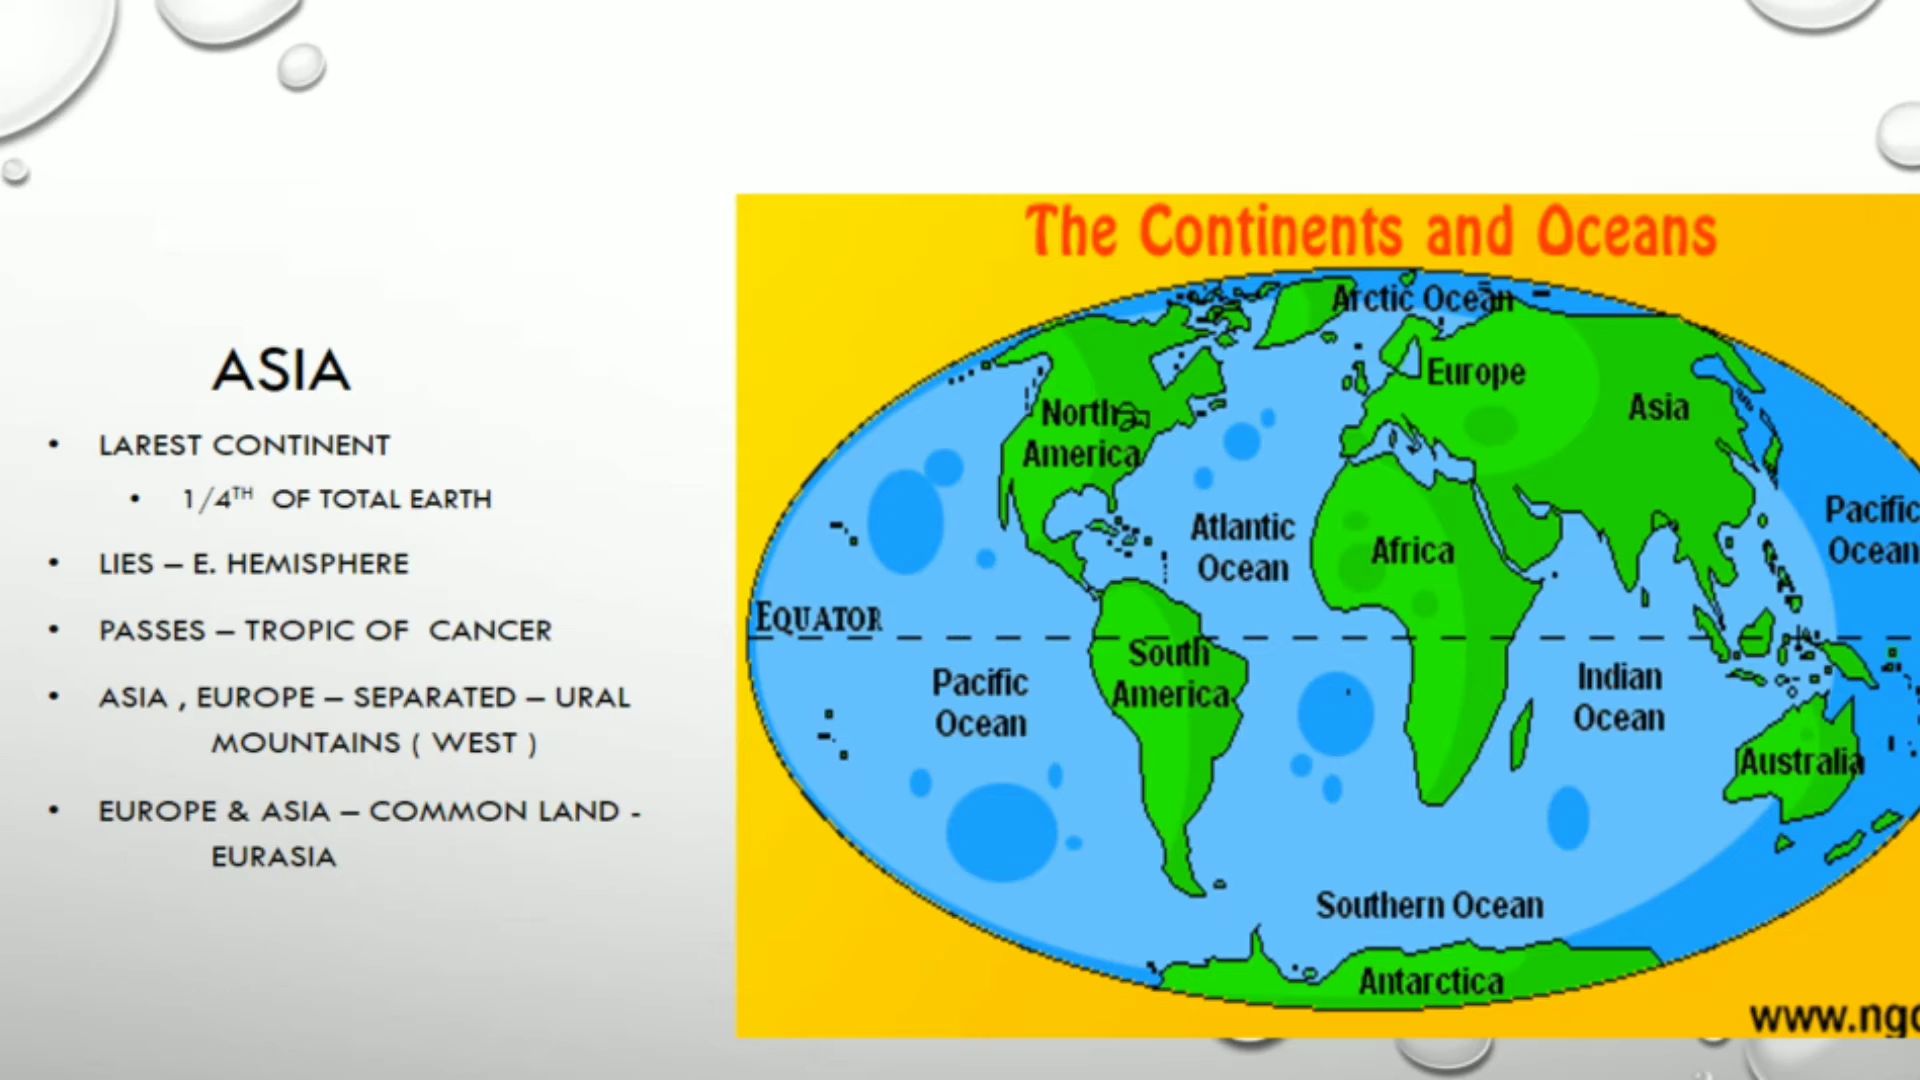 ASIA
• LAREST CONTINENT
• 1/4TH OF TOTAL EARTH
• LIES – E. HEMISPHERE
• PASSES – TROPIC OF CANCER
• ASIA , EUROPE – SEPARATED – URAL
MOUNTAINS ( WEST )
• EUROPE & ASIA – COMMON LAND -
EURASIA
The Continents and Oceans
Arctic Ocean
Europe
Asia
North
America
Atlantic
Ocean
Africa
Pacific
Ocean
EQUATOR
South
America
Pacific
Ocean
Indian
Ocean
Australia
Southern Ocean
Antarctica